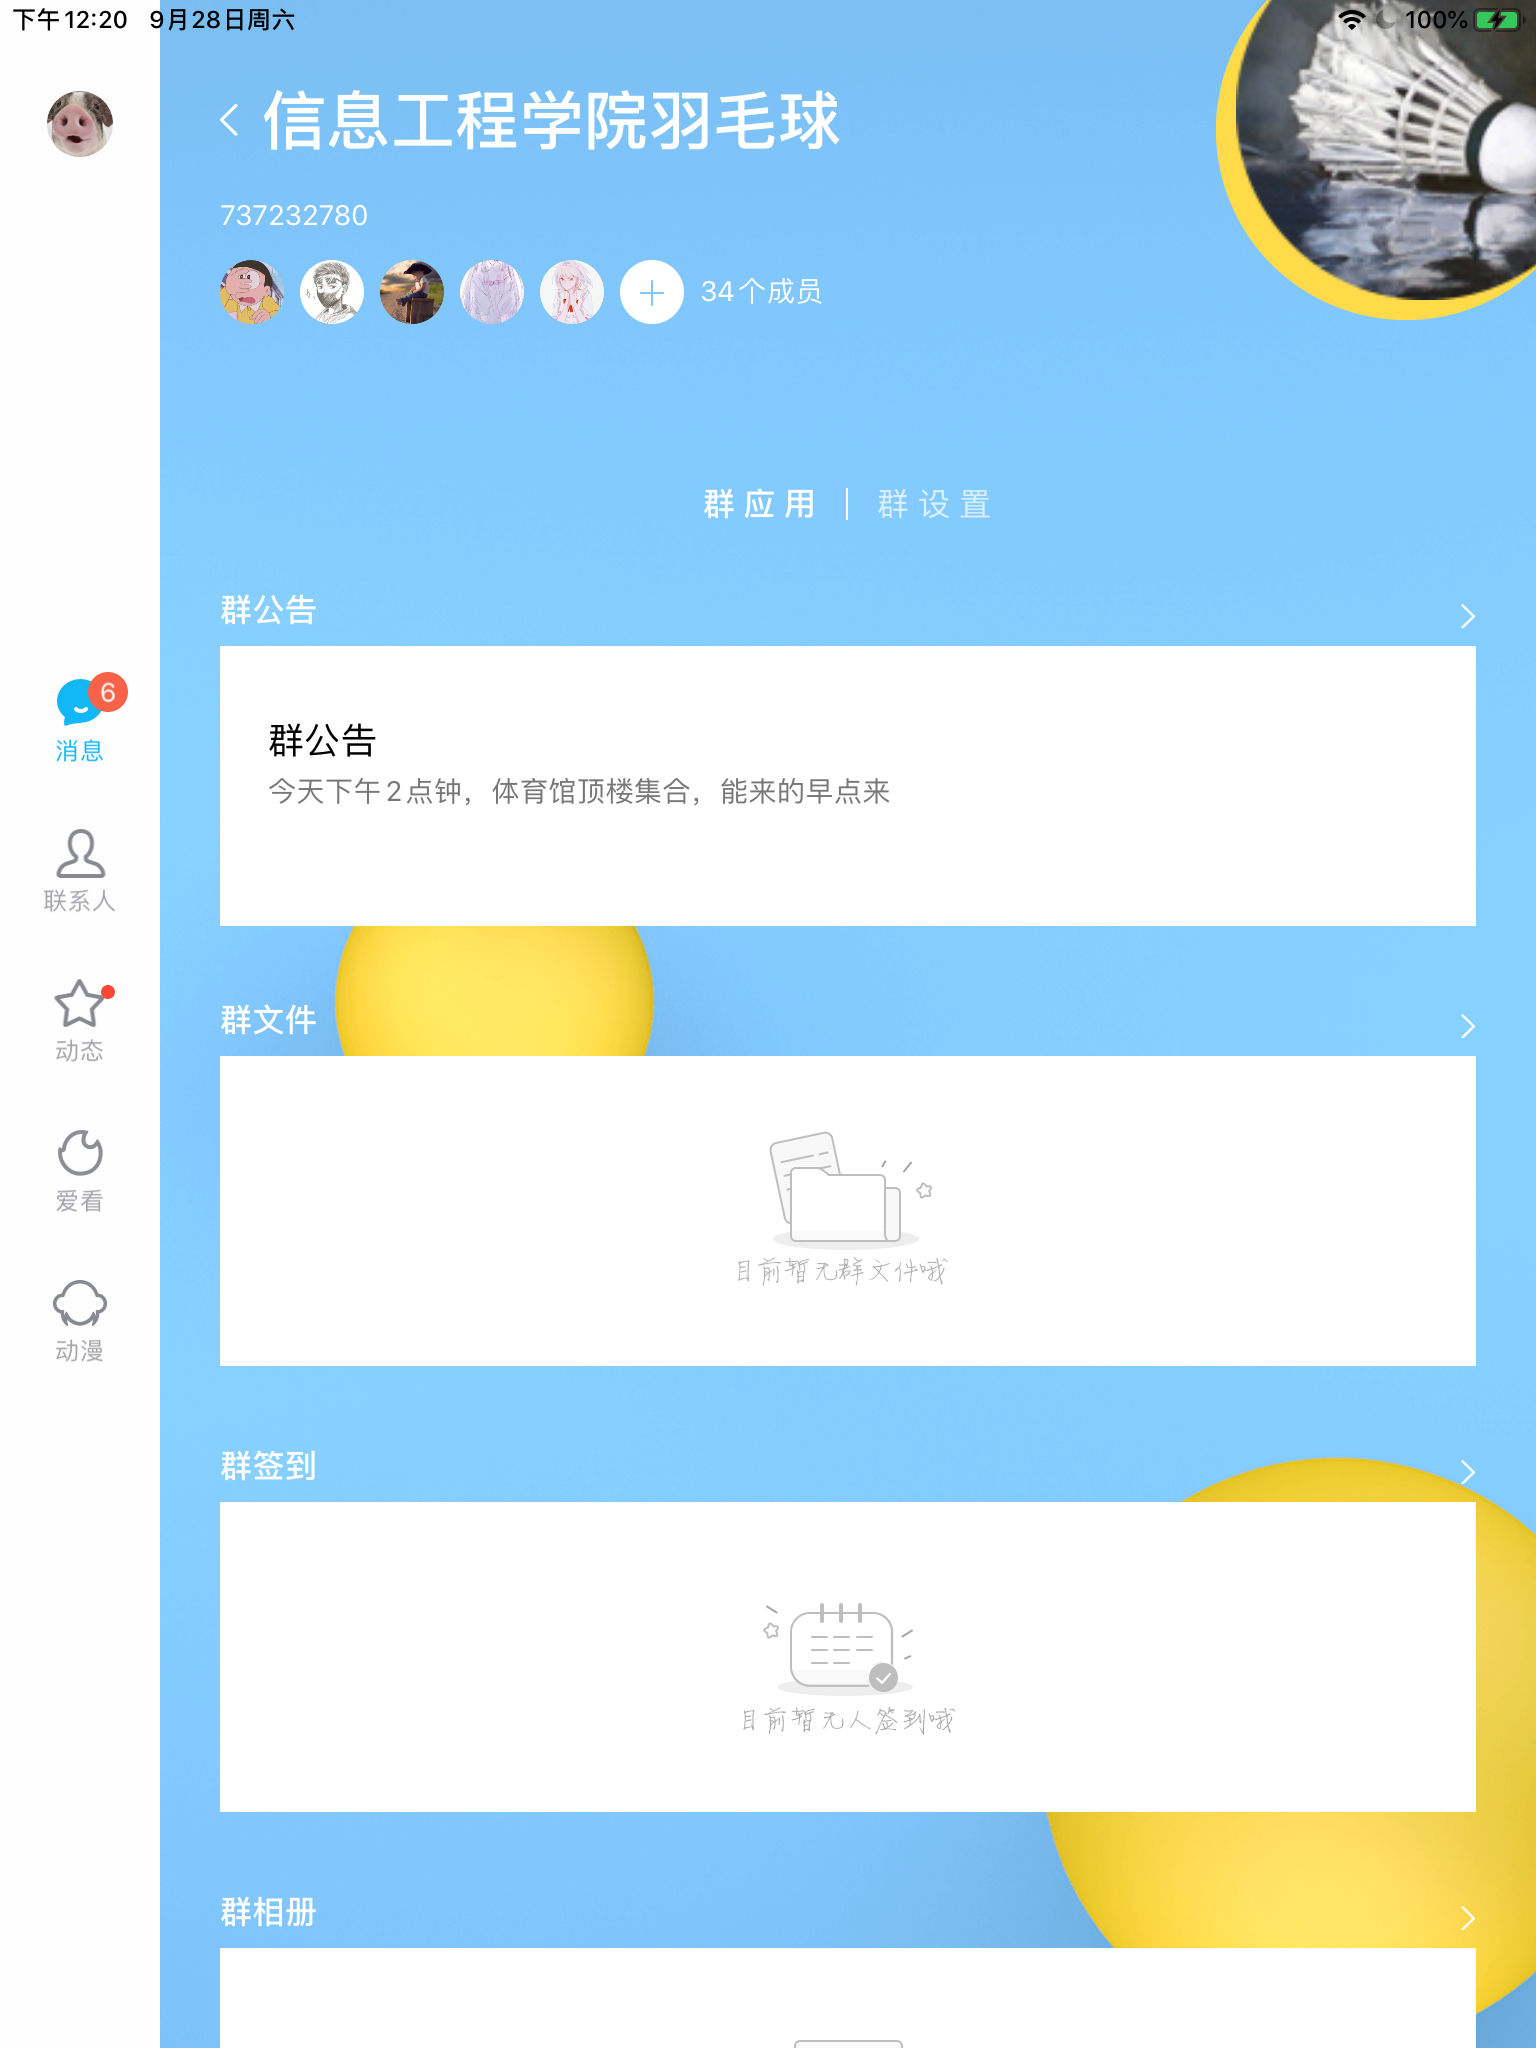 下午12:20 9月28日周六 100%
信息工程学院羽毛球
737232780
34个成员
群应用 | 群设置
群公告
群公告
今天下午2点钟，体育馆顶楼集合，能来的早点来
6
消息
联系人
动态
爱看
动漫
群文件
目前暂无群文件哦
群签到
目前暂无人签到哦
群相册